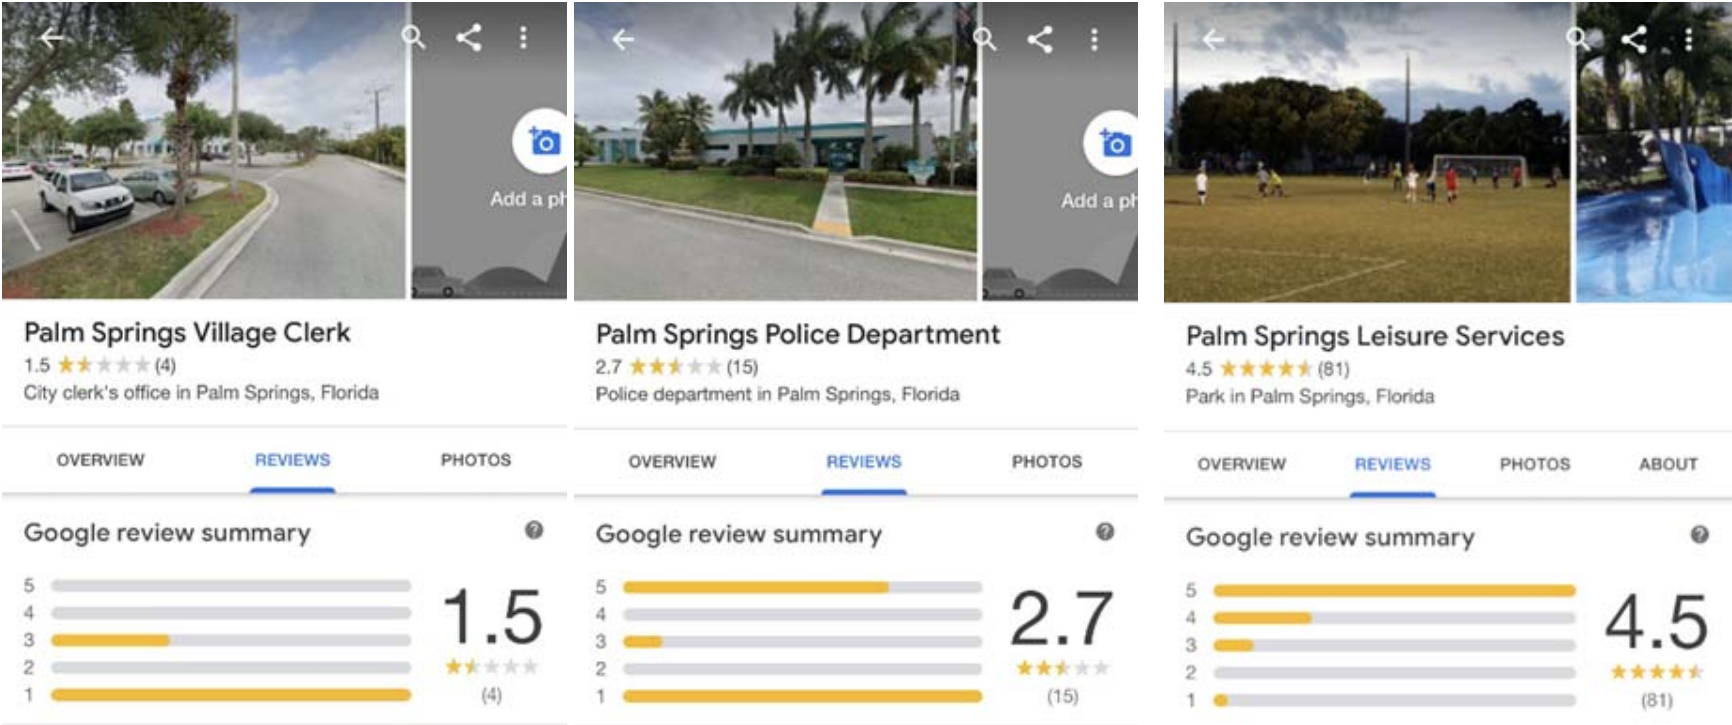 Add a ph
Palm Springs Village Clerk
1.5 (4)
City clerk's office in Palm Springs, Florida
OVERVIEW REVIEWS PHOTOS
Google review summary
5
4
3
2
1
1.5
(4)
Add a ph
Palm Springs Police Department
2.7 (15)
Police department in Palm Springs, Florida
OVERVIEW REVIEWS PHOTOS
Google review summary
5
4
3
2
1
2.7
(15)
Palm Springs Leisure Services
4.5 (81)
Park in Palm Springs, Florida
OVERVIEW REVIEWS PHOTOS ABOUT
Google review summary
5
4
3
2
1
4.5
(81)